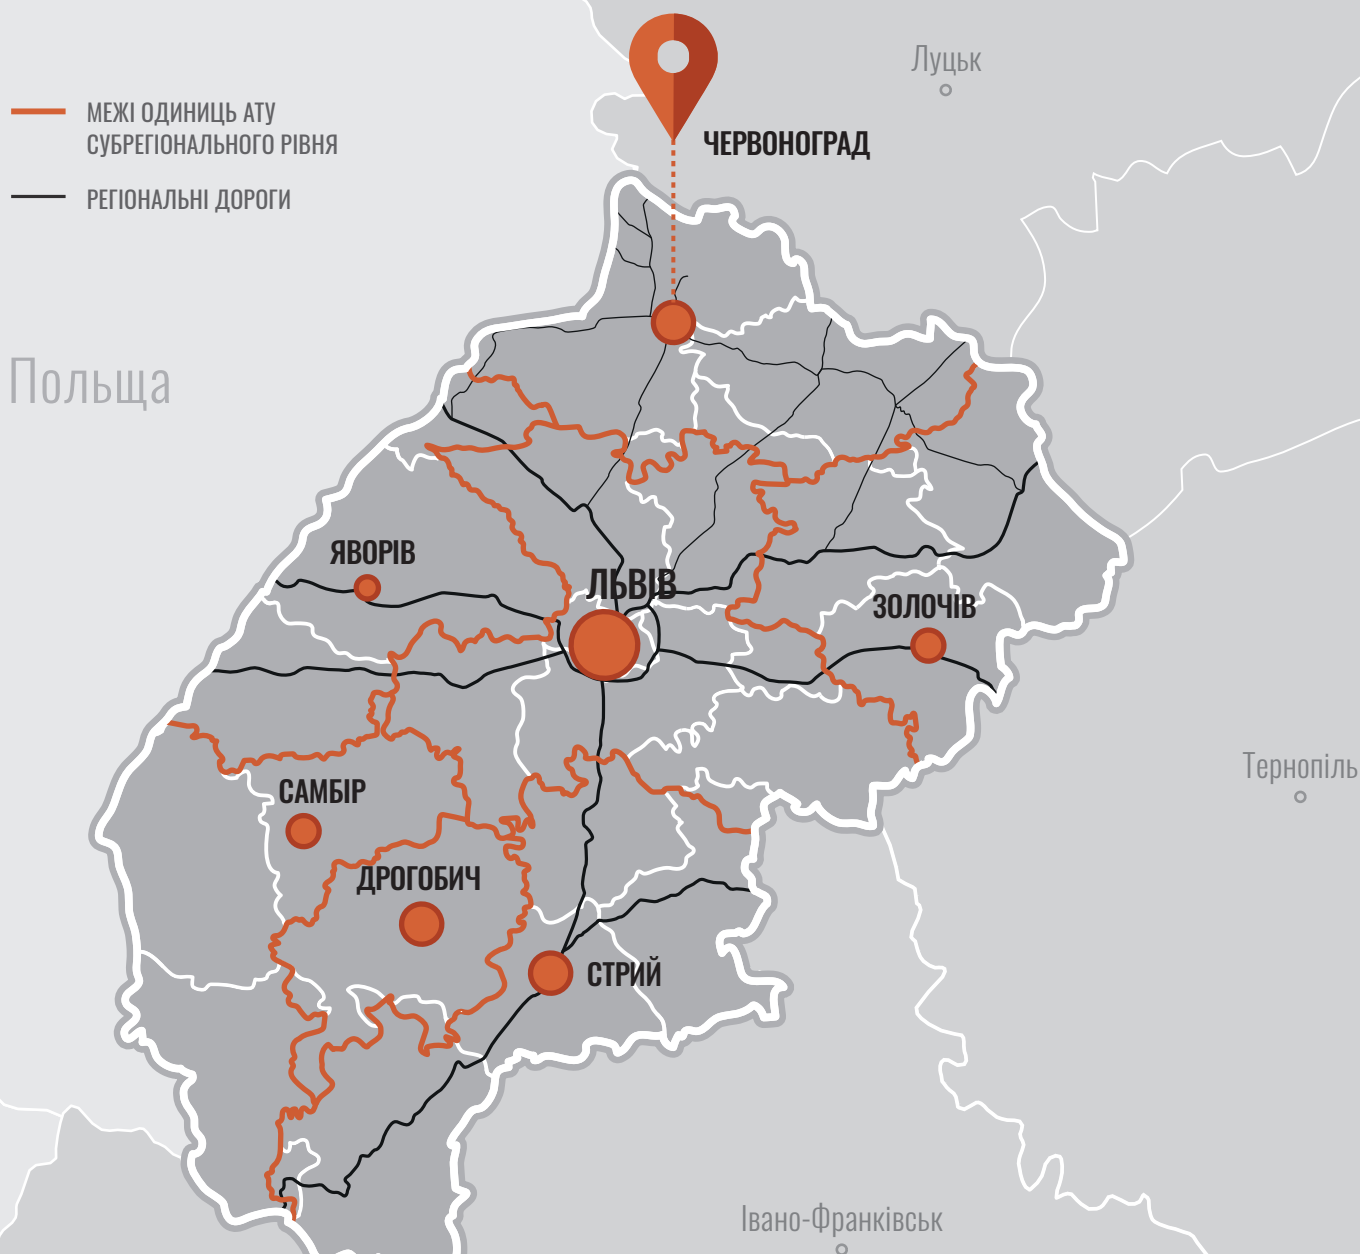 Луцьк
МЕЖІ ОДИНИЦЬ АТУ
СУБРЕГІОНАЛЬНОГО РІВНЯ
ЧЕРВОНОГРАД
РЕГІОНАЛЬНІ ДОРОГИ
Польща
ЯВОРІВ
ЛЬВІВ
ЗОЛОЧІВ
Тернопіль
САМБІР
ДРОГОБИЧ
СТРИЙ
Івано-Франківськ